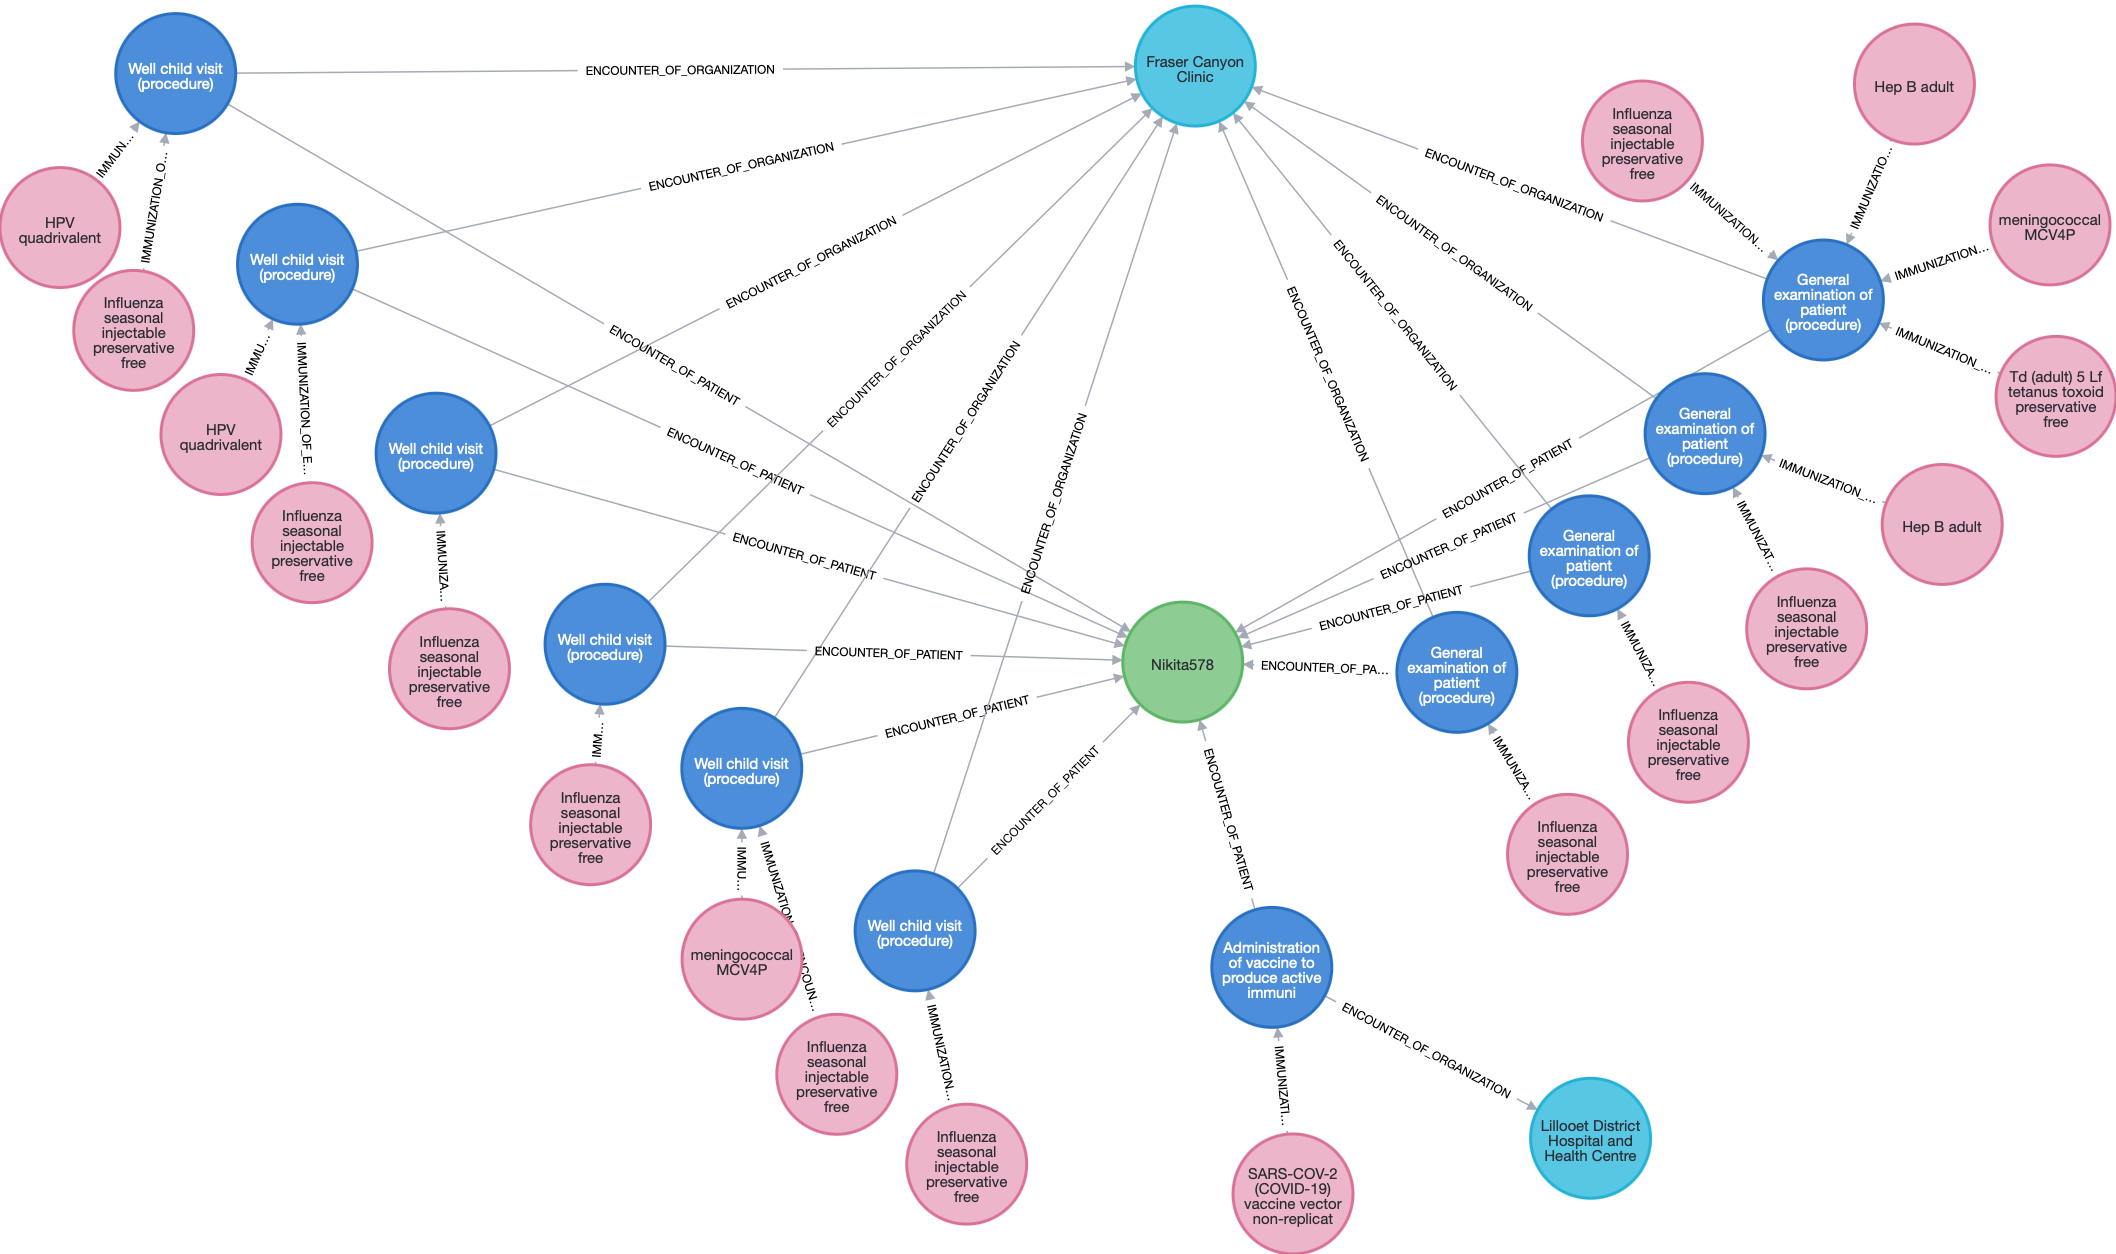 Well child visit
(procedure)
ENCOUNTER_OF_ORGANIZATION
Fraser Canyon
Clinic
Hep B adult
Influenza
seasonal
injectable
preservative
free
IMMUN...
IMMUNIZATION_O...
ENCOUNTER_OF_ORGANIZATION
ENCOUNTER_OF_ORGANIZATION
IMMUNIZATIO...
IMMUNIZATION...
meningococcal
MCV4P
HPV
quadrivalent
Well child visit
(procedure)
ENCOUNTER_OF_ORGANIZATION
ENCOUNTER_OF_ORGANIZATION
ENCOUNTER_OF_ORGANIZATION
IMMUNIZATION...
General
examination of
patient
(procedure)
Influenza
seasonal
injectable
preservative
free
IMMU...
IMMUNIZATION_OF_E...
ENCOUNTER_OF_PATIENT
ENCOUNTER_OF_ORGANIZATION
ENCOUNTER_OF_ORGANIZATION
ENCOUNTER_OF_ORGANIZATION
IMMUNIZATION_...
Td (adult) 5 Lf
tetanus toxoid
preservative
free
HPV
quadrivalent
Well child visit
(procedure)
ENCOUNTER_OF_PATIENT
ENCOUNTER_OF_ORGANIZATION
ENCOUNTER_OF_PATIENT
General
examination of
patient
(procedure)
IMMUNIZATION_...
Influenza
seasonal
injectable
preservative
free
IMMUNIZA...
ENCOUNTER_OF_PATIENT
ENCOUNTER_OF_PATIENT
General
examination of
patient
(procedure)
IMMUNIZAT...
Hep B adult
Influenza
seasonal
injectable
preservative
free
Well child visit
(procedure)
ENCOUNTER_OF_PATIENT
Nikita578
ENCOUNTER_OF_PATIENT
ENCOUNTER_OF_PA...
General
examination of
patient
(procedure)
IMMUNIZA...
Influenza
seasonal
injectable
preservative
free
IMM...
Well child visit
(procedure)
ENCOUNTER_OF_PATIENT
ENCOUNTER_OF_PATIENT
ENCOUNTER_OF_PATIENT
IMMUNIZA...
Influenza
seasonal
injectable
preservative
free
Influenza
seasonal
injectable
preservative
free
IMMU...
IMMUNIZATION
NCOUN...
Influenza
seasonal
injectable
preservative
free
meningococcal
MCV4P
Well child visit
(procedure)
Administration
of vaccine to
produce active
immuni
Influenza
seasonal
injectable
preservative
free
IMMUNIZATION...
IMMUNIZATI...
ENCOUNTER_OF_ORGANIZATION
Influenza
seasonal
injectable
preservative
free
SARS-COV-2
(COVID-19)
vaccine vector
non-replicat
Lillooet District
Hospital and
Health Centre